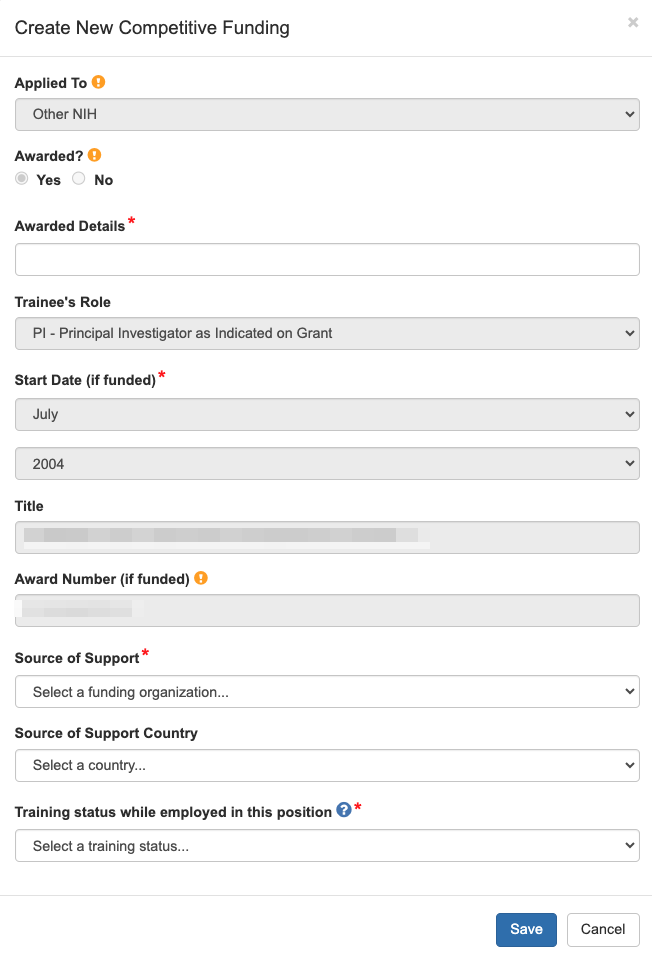 Create New Competitive Funding ×
Applied To
Other NIH
Awarded?
Yes No
Awarded Details *
Trainee's Role
PI - Principal Investigator as Indicated on Grant
Start Date (if funded) *
July
2004
Title
Award Number (if funded)
Source of Support *
Select a funding organization...
Source of Support Country
Select a country...
Training status while employed in this position ? *
Select a training status...
Save Cancel